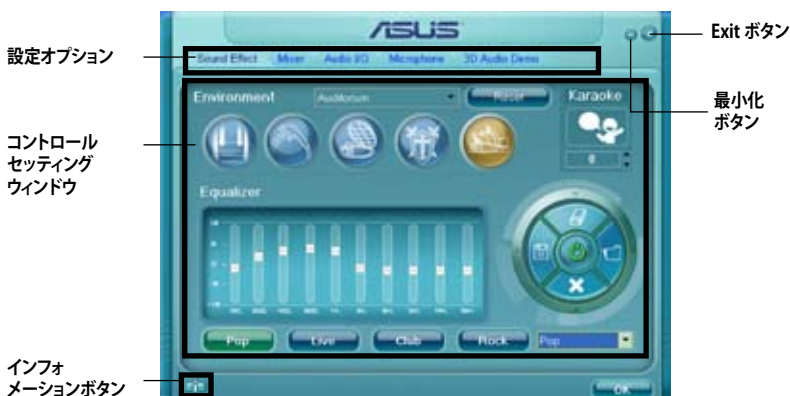 ASUS
Exit ボタン
設定オプション
Sound Effect Mixer Audio I/O Microphone 3D Audio Demo
最小化
ボタン
Environment Auditorium Reset Karaoke
コントロール
セッティング
ウィンドウ
0
Equalizer
Pop Live Club Rock Pop
インフォ
メーションボタン
OK